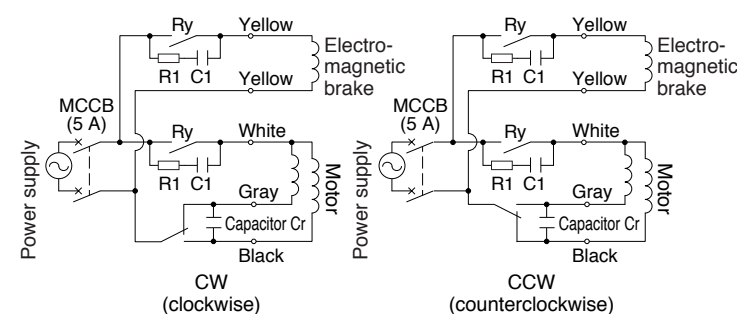 Ry
Yellow
R1 C1
Yellow
Electro-
magnetic
brake
MCCB
(5 A)
Ry
White
R1 C1
Gray
Capacitor Cr
Black
Motor
Power supply
CW
(clockwise)
Ry
Yellow
R1 C1
Yellow
Electro-
magnetic
brake
MCCB
(5 A)
Ry
White
R1 C1
Gray
Capacitor Cr
Black
Motor
Power supply
CCW
(counterclockwise)